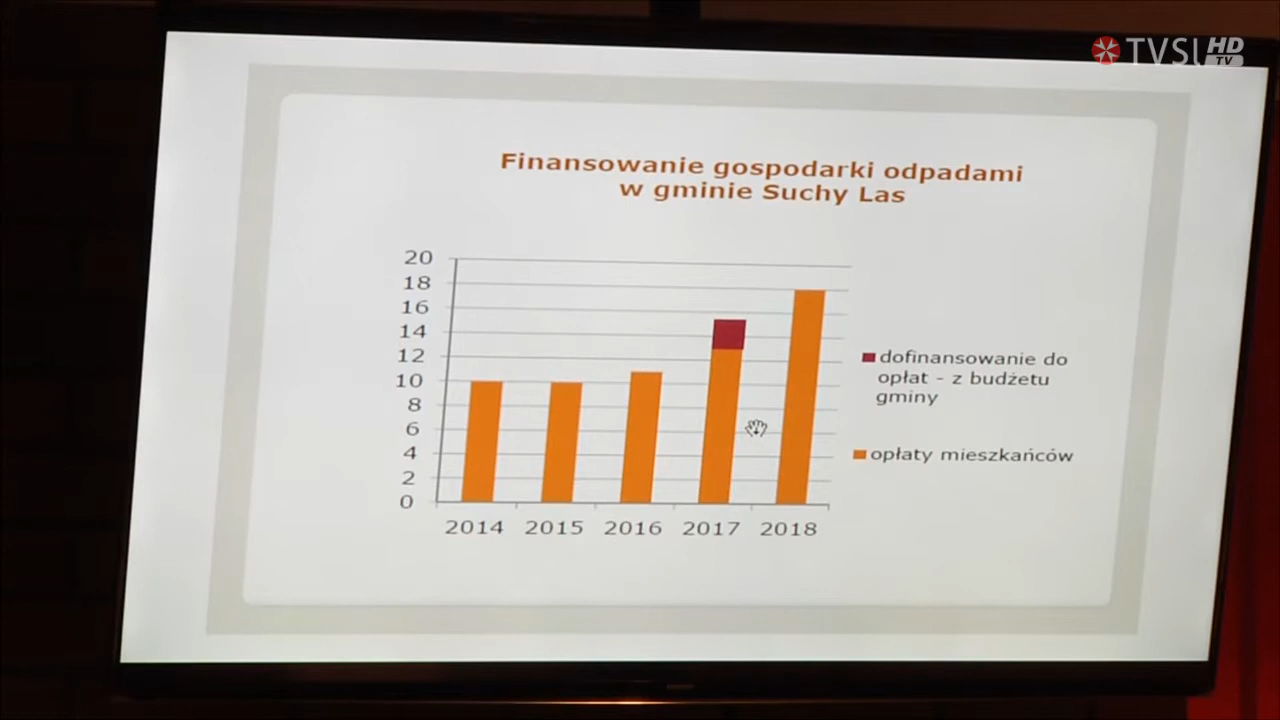 TVSL HD
TV
Finansowanie gospodarki odpadami
w gminie Suchy Las
20
18
16
14
12
10
8
6
4
2
0
2014 2015 2016 2017 2018
dofinansowanie do
opłat - z budżetu
gminy
opłaty mieszkańców